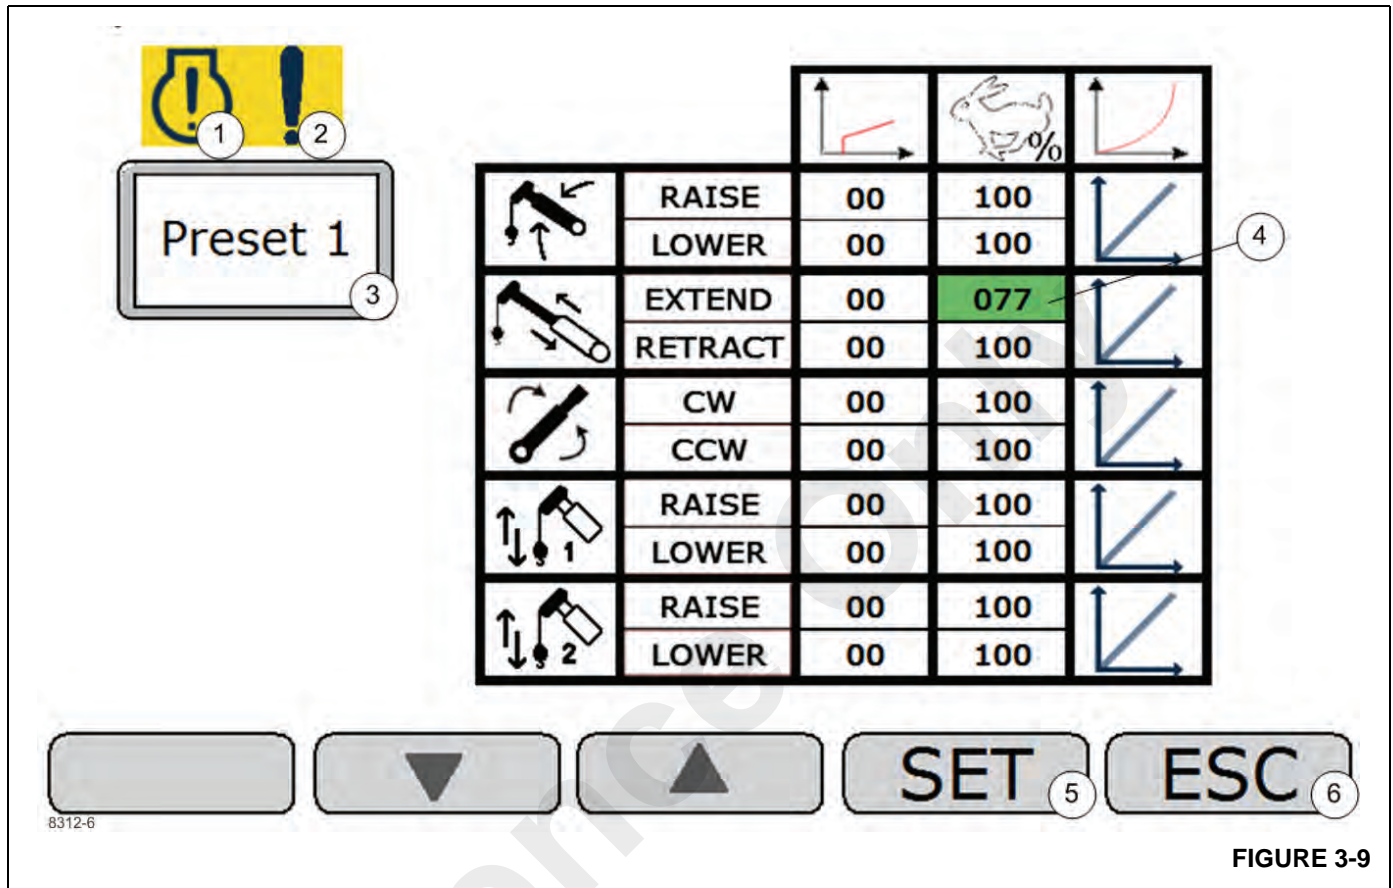 1 2
Preset 1
3
%
RAISE 00 100
LOWER 00 100
4
EXTEND 00 077
RETRACT 00 100
CW 00 100
CCW 00 100
1 RAISE 00 100
LOWER 00 100
2 RAISE 00 100
LOWER 00 100
SET 5 ESC 6
8312-6
FIGURE 3-9
nce Only